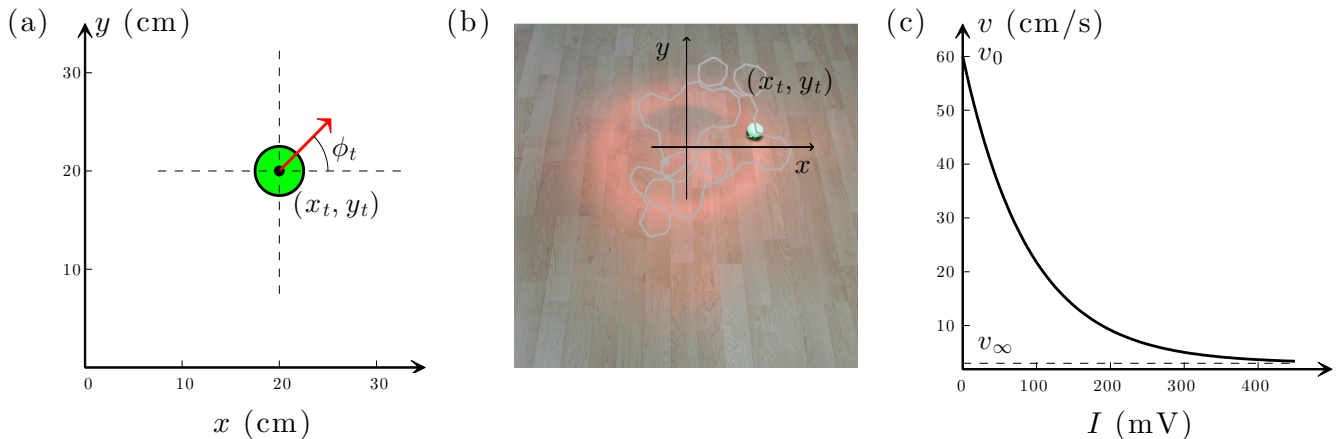 (a)
y (cm)
30
20
10
0
10
20
30
x (cm)
ϕ_t
(x_t, y_t)
(b)
y
(x_t, y_t)
x
(c)
v (cm/s)
v_0
60
50
40
30
20
10
v_∞
0
100
200
300
400
I (mV)